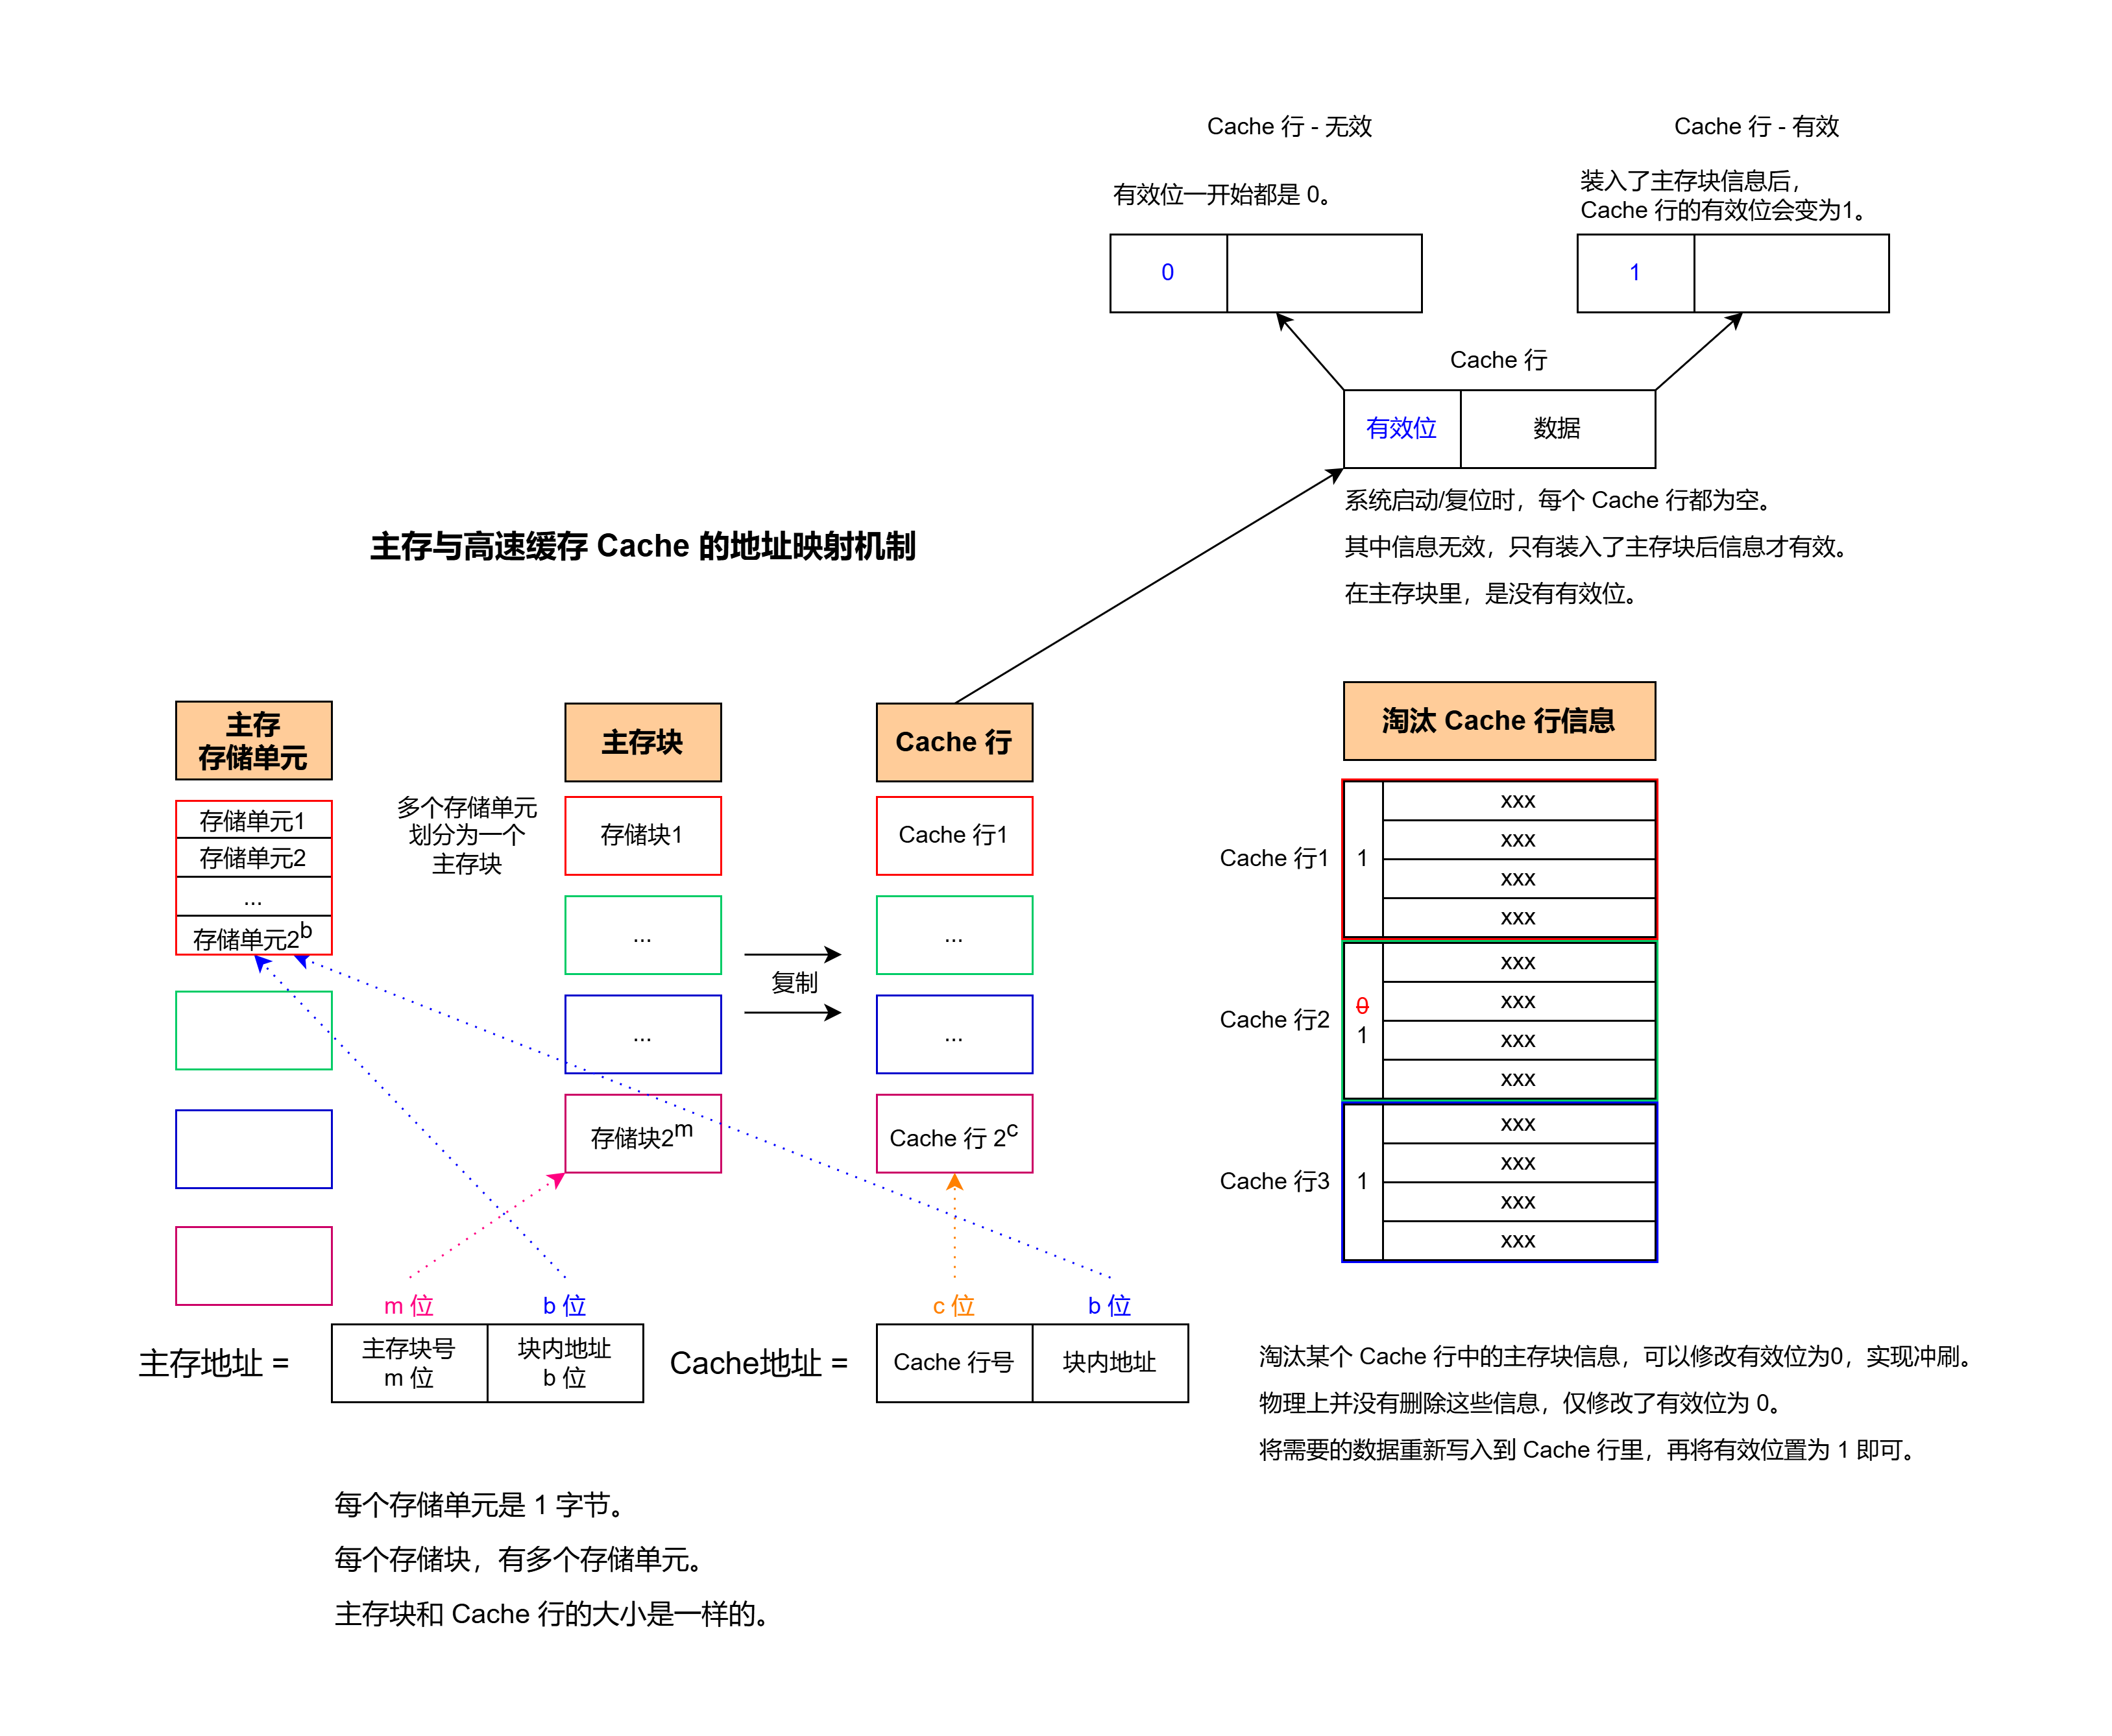 Cache 行 - 无效
Cache 行 - 有效
有效位一开始都是 0。
装入了主存块信息后，
Cache 行的有效位会变为1。
0
1
Cache 行
有效位
数据
系统启动/复位时，每个 Cache 行都为空。
其中信息无效，只有装入了主存块后信息才有效。
在主存块里，是没有有效位。
主存与高速缓存 Cache 的地址映射机制
主存
存储单元
存储单元1
存储单元2
...
存储单元2^b
多个存储单元
划分为一个
主存块
主存块
存储块1
...
...
存储块2^m
复制
Cache 行
Cache 行1
...
...
Cache 行 2^c
淘汰 Cache 行信息
Cache 行1
1
xxx
xxx
xxx
xxx
Cache 行2
0
1
xxx
xxx
xxx
xxx
Cache 行3
1
xxx
xxx
xxx
xxx
m 位
b 位
主存地址 =
主存块号
m 位
块内地址
b 位
c 位
b 位
Cache地址 =
Cache 行号
块内地址
淘汰某个 Cache 行中的主存块信息，可以修改有效位为0，实现冲刷。
物理上并没有删除这些信息，仅修改了有效位为 0。
将需要的数据重新写入到 Cache 行里，再将有效位置为 1 即可。
每个存储单元是 1 字节。
每个存储块，有多个存储单元。
主存块和 Cache 行的大小是一样的。